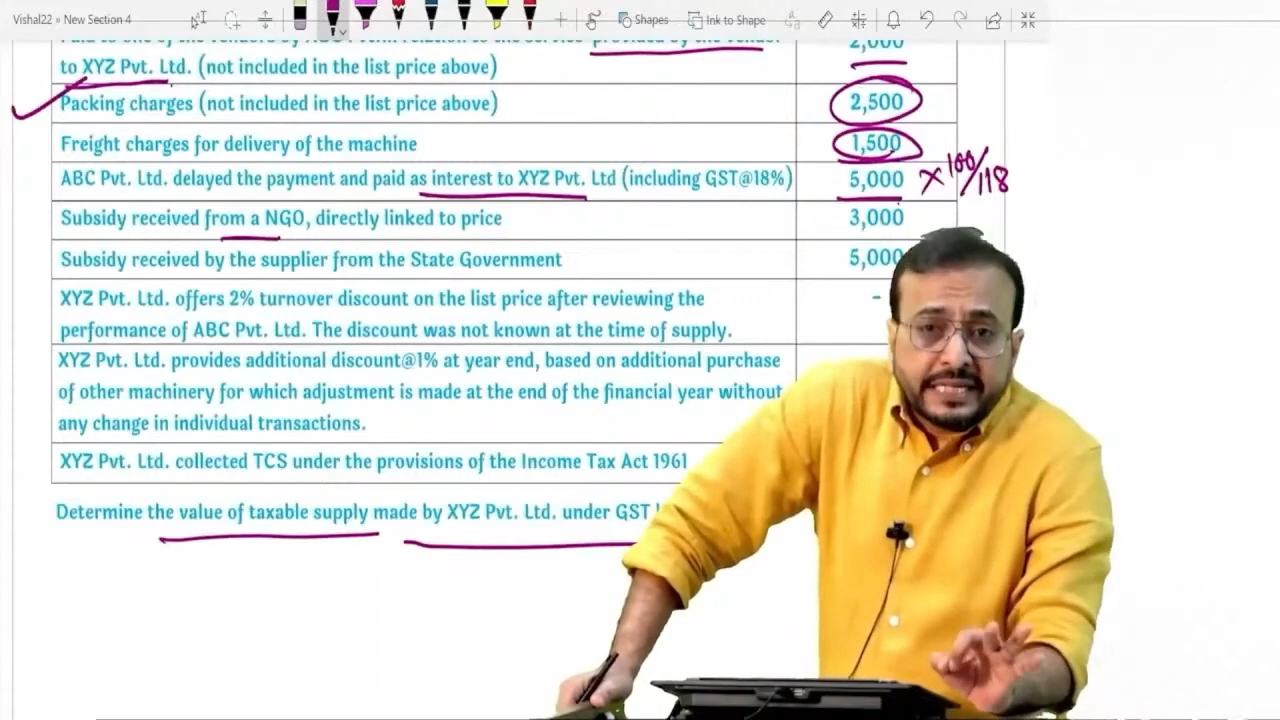 Vishal22 » New Section 4
Shapes
Ink to Shape
provided by the vendor
2,000
to XYZ Pvt. Ltd. (not included in the list price above)
Packing charges (not included in the list price above)
2,500
Freight charges for delivery of the machine
1,500
ABC Pvt. Ltd. delayed the payment and paid as interest to XYZ Pvt. Ltd (including GST@18%)
5,000
x 100/118
Subsidy received from a NGO, directly linked to price
3,000
Subsidy received by the supplier from the State Government
5,000
XYZ Pvt. Ltd. offers 2% turnover discount on the list price after reviewing the
-
performance of ABC Pvt. Ltd. The discount was not known at the time of supply.
XYZ Pvt. Ltd. provides additional discount@1% at year end, based on additional purchase
of other machinery for which adjustment is made at the end of the financial year without
any change in individual transactions.
XYZ Pvt. Ltd. collected TCS under the provisions of the Income Tax Act 1961
Determine the value of taxable supply made by XYZ Pvt. Ltd. under GST